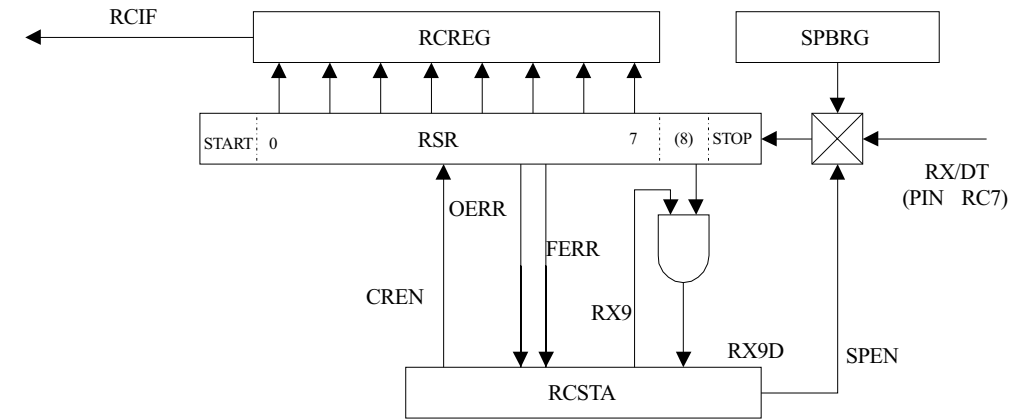 RCIF
RCREG
SPBRG
START 0 RSR 7 (8) STOP
RX/DT
(PIN RC7)
OERR
FERR
CREN
RX9
RX9D
SPEN
RCSTA